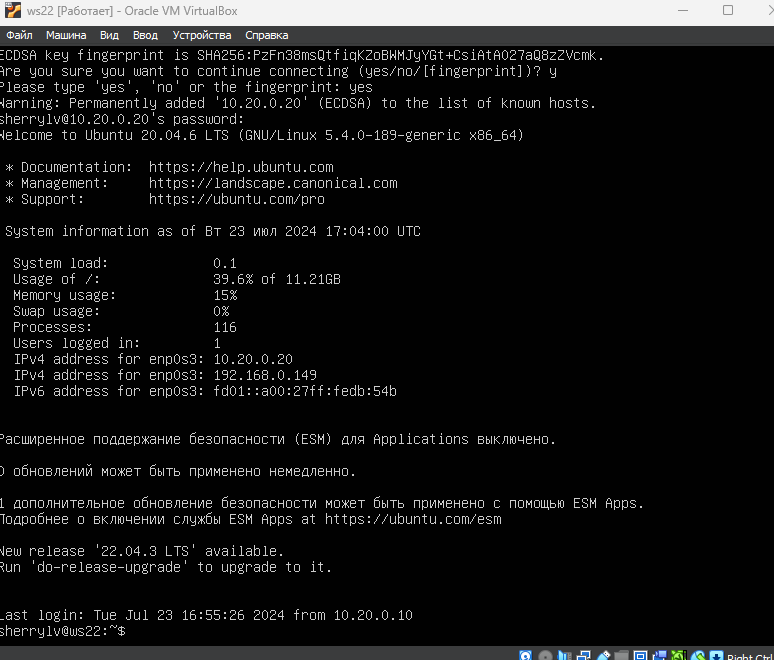 ws22 [Работает] - Oracle VM VirtualBox
Файл Машина Вид Ввод Устройства Справка
ECDSA key fingerprint is SHA256:PzFn38msQtfiqKZoBWMJyYGt+CsiAtA027aQ8zZVcmk.
Are you sure you want to continue connecting (yes/no/[fingerprint])? y
Please type 'yes', 'no' or the fingerprint: yes
Warning: Permanently added '10.20.0.20' (ECDSA) to the list of known hosts.
sherrylv@10.20.0.20's password:
Welcome to Ubuntu 20.04.6 LTS (GNU/Linux 5.4.0-189-generic x86_64)
* Documentation: https://help.ubuntu.com
* Management: https://landscape.canonical.com
* Support: https://ubuntu.com/pro
System information as of Вт 23 июл 2024 17:04:00 UTC
System load: 0.1
Usage of /: 39.6% of 11.21GB
Memory usage: 15%
Swap usage: 0%
Processes: 116
Users logged in: 1
IPv4 address for enp0s3: 10.20.0.20
IPv4 address for enp0s3: 192.168.0.149
IPv6 address for enp0s3: fd01::a00:27ff:fedb:54b
Расширенное поддержание безопасности (ESM) для Applications выключено.
0 обновлений может быть применено немедленно.
1 дополнительное обновление безопасности может быть применено с помощью ESM Apps.
Подробнее о включении службы ESM Apps at https://ubuntu.com/esm
New release '22.04.3 LTS' available.
Run 'do-release-upgrade' to upgrade to it.
Last login: Tue Jul 23 16:55:26 2024 from 10.20.0.10
sherrylv@ws22:~$
Right Ctrl